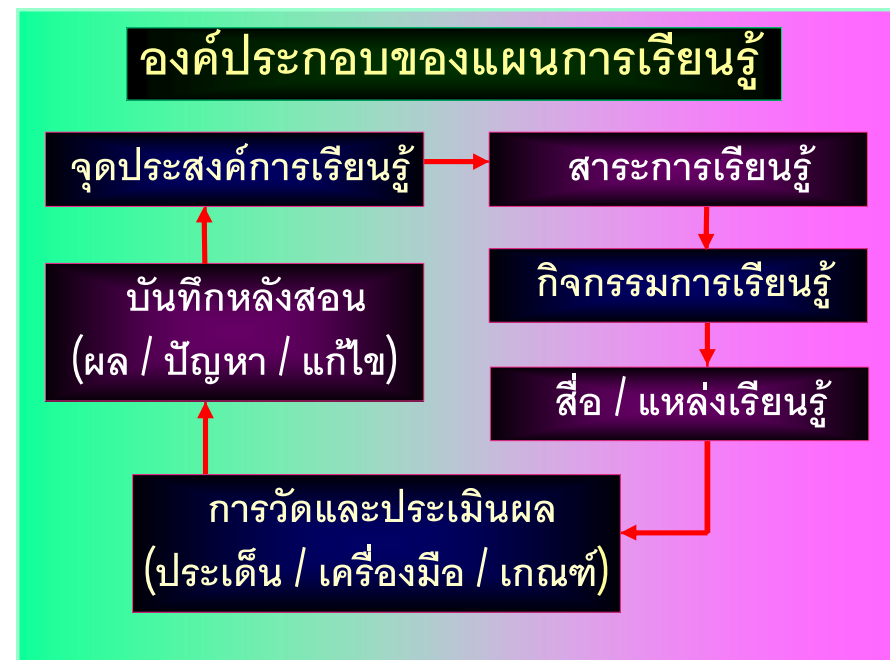 องค์ประกอบของแผนการเรียนรู้
จุดประสงค์การเรียนรู้
สาระการเรียนรู้
กิจกรรมการเรียนรู้
สื่อ / แหล่งเรียนรู้
การวัดและประเมินผล
(ประเด็น / เครื่องมือ / เกณฑ์)
บันทึกหลังสอน
(ผล / ปัญหา / แก้ไข)